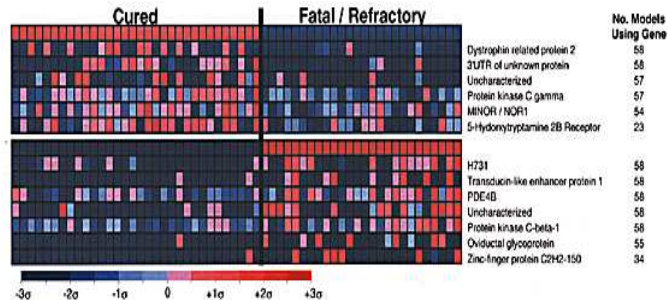 Cured Fatal / Refractory No. Models
Using Gene
Dystrophin related protein 2 58
3'UTR of unknown protein 58
Uncharacterized 57
Protein kinase C gamma 57
MINOR / NOR1 54
5-Hydroxytryptamine 2B Receptor 23
H731 58
Transducin-like enhancer protein 1 58
PDE4B 58
Uncharacterized 58
Protein kinase C-beta-1 58
Oviductal glycoprotein 55
Zinc-finger protein C2H2-150 34
-3σ -2σ -1σ 0 +1σ +2σ +3σ